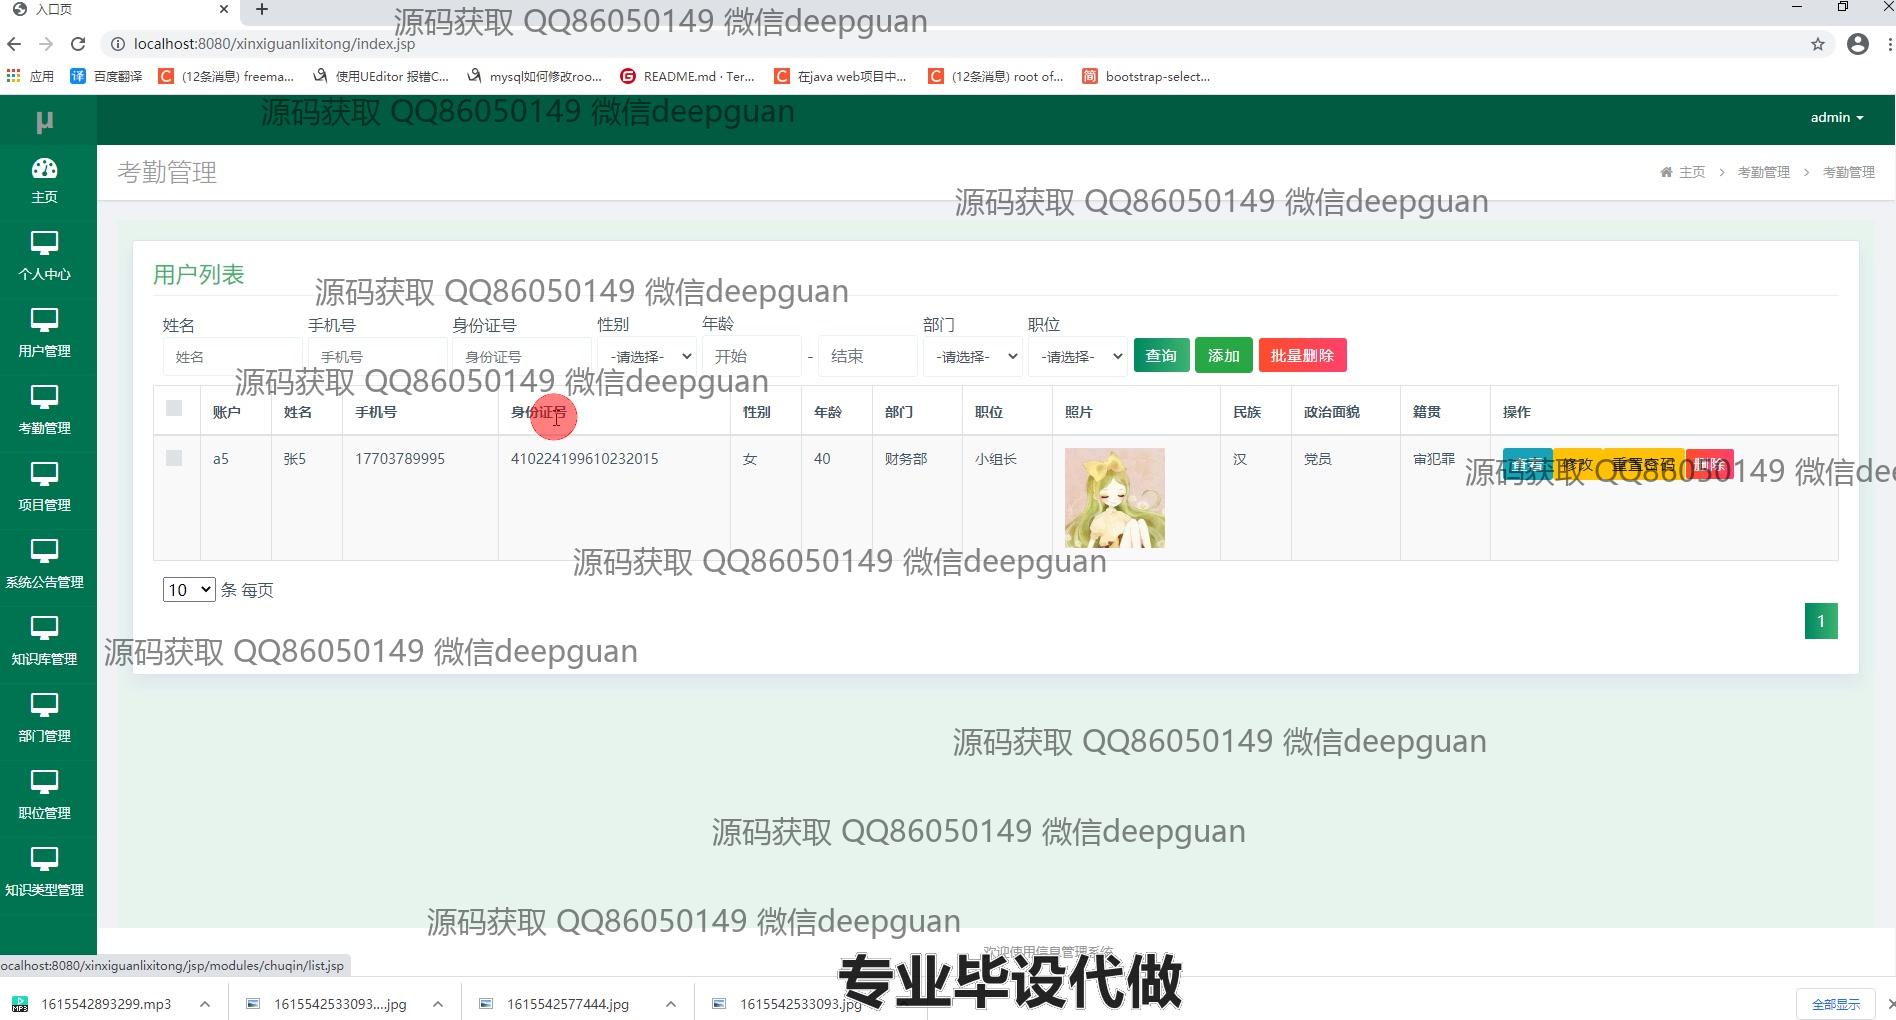 入口页
源码获取 QQ86050149 微信deepguan
localhost:8080/xinxiguanlixitong/index.jsp
应用 百度翻译 (12条消息) freema... 使用UEditor 报错C... mysql如何修改roo... README.md · Ter... 在java web项目中... (12条消息) root of... bootstrap-select...
μ
源码获取 QQ86050149 微信deepguan
admin
主页
考勤管理
主页 > 考勤管理 > 考勤管理
源码获取 QQ86050149 微信deepguan
个人中心
用户列表
源码获取 QQ86050149 微信deepguan
姓名 手机号 身份证号 性别 年龄 部门 职位
用户管理
姓名 手机号 身份证号 -请选择- 开始 - 结束 -请选择- -请选择- 查询 添加 批量删除
源码获取 QQ86050149 微信deepguan
账户 姓名 手机号 身份证号 性别 年龄 部门 职位 照片 民族 政治面貌 籍贯 操作
考勤管理
a5 张5 17703789995 410224199610232015 女 40 财务部 小组长 汉 党员 审犯罪 查看 修改 重置密码 删除
源码获取 QQ86050149 微信dee
项目管理
源码获取 QQ86050149 微信deepguan
系统公告管理
10 条 每页
1
知识库管理
源码获取 QQ86050149 微信deepguan
部门管理
源码获取 QQ86050149 微信deepguan
职位管理
源码获取 QQ86050149 微信deepguan
知识类型管理
源码获取 QQ86050149 微信deepguan
欢迎使用信息管理系统
ocalhost:8080/xinxiguanlixitong/jsp/modules/chuqin/list.jsp
专业毕设代做
MP3 1615542893299.mp3 1615542533093....jpg 1615542577444.jpg 1615542533093.jpg 全部显示